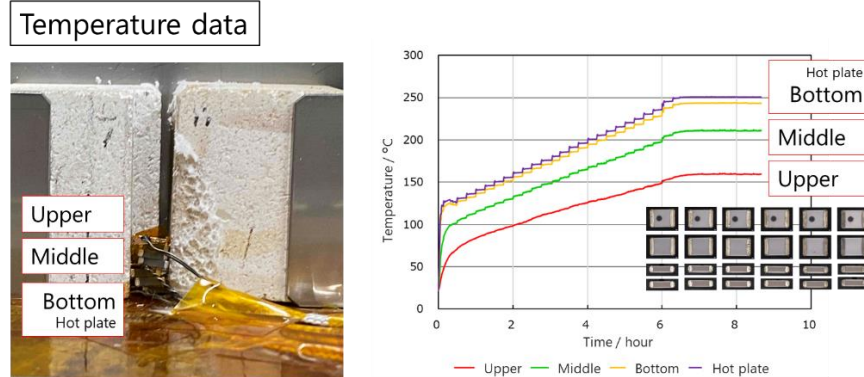 Temperature data
Upper
Middle
Bottom
Hot plate
300
250
200
150
100
50
0
Temperature / °C
0 2 4 6 8 10
Time / hour
Hot plate
Bottom
Middle
Upper
Upper Middle Bottom Hot plate